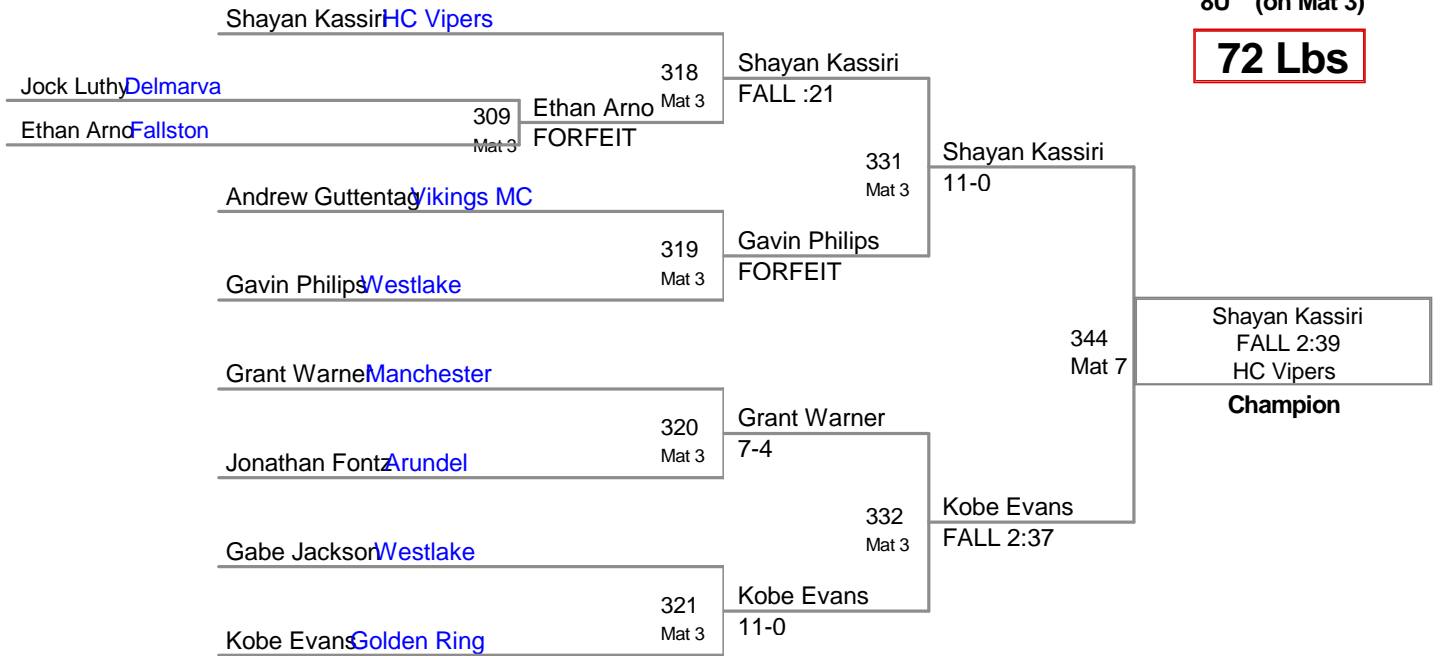 8U (on Mat 3)
72 Lbs
Shayan Kassiri HC Vipers
Jock Luthy Delmarva
Ethan Arno Fallston
309
Mat 3
Ethan Arno
FORFEIT
318
Mat 3
Shayan Kassiri
FALL :21
Andrew Guttentag Vikings MC
Gavin Philips Westlake
319
Mat 3
Gavin Philips
FORFEIT
331
Mat 3
Shayan Kassiri
11-0
Grant Warner Manchester
Jonathan Fontz Arundel
320
Mat 3
Grant Warner
7-4
Gabe Jackson Westlake
Kobe Evans Golden Ring
321
Mat 3
Kobe Evans
11-0
332
Mat 3
Kobe Evans
FALL 2:37
344
Mat 7
Shayan Kassiri
FALL 2:39
HC Vipers
Champion